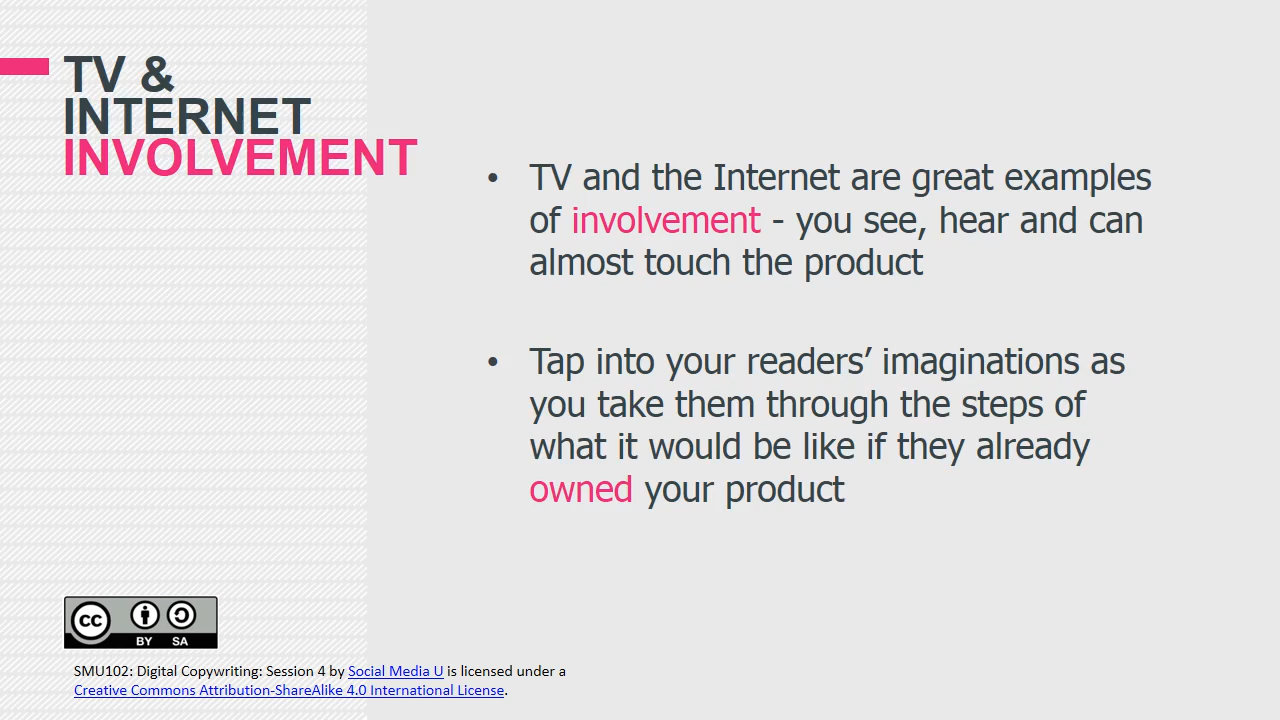 TV &
INTERNET
INVOLVEMENT
• TV and the Internet are great examples
of involvement - you see, hear and can
almost touch the product
• Tap into your readers’ imaginations as
you take them through the steps of
what it would be like if they already
owned your product
CC BY SA
SMU102: Digital Copywriting: Session 4 by Social Media U is licensed under a
Creative Commons Attribution-ShareAlike 4.0 International License.